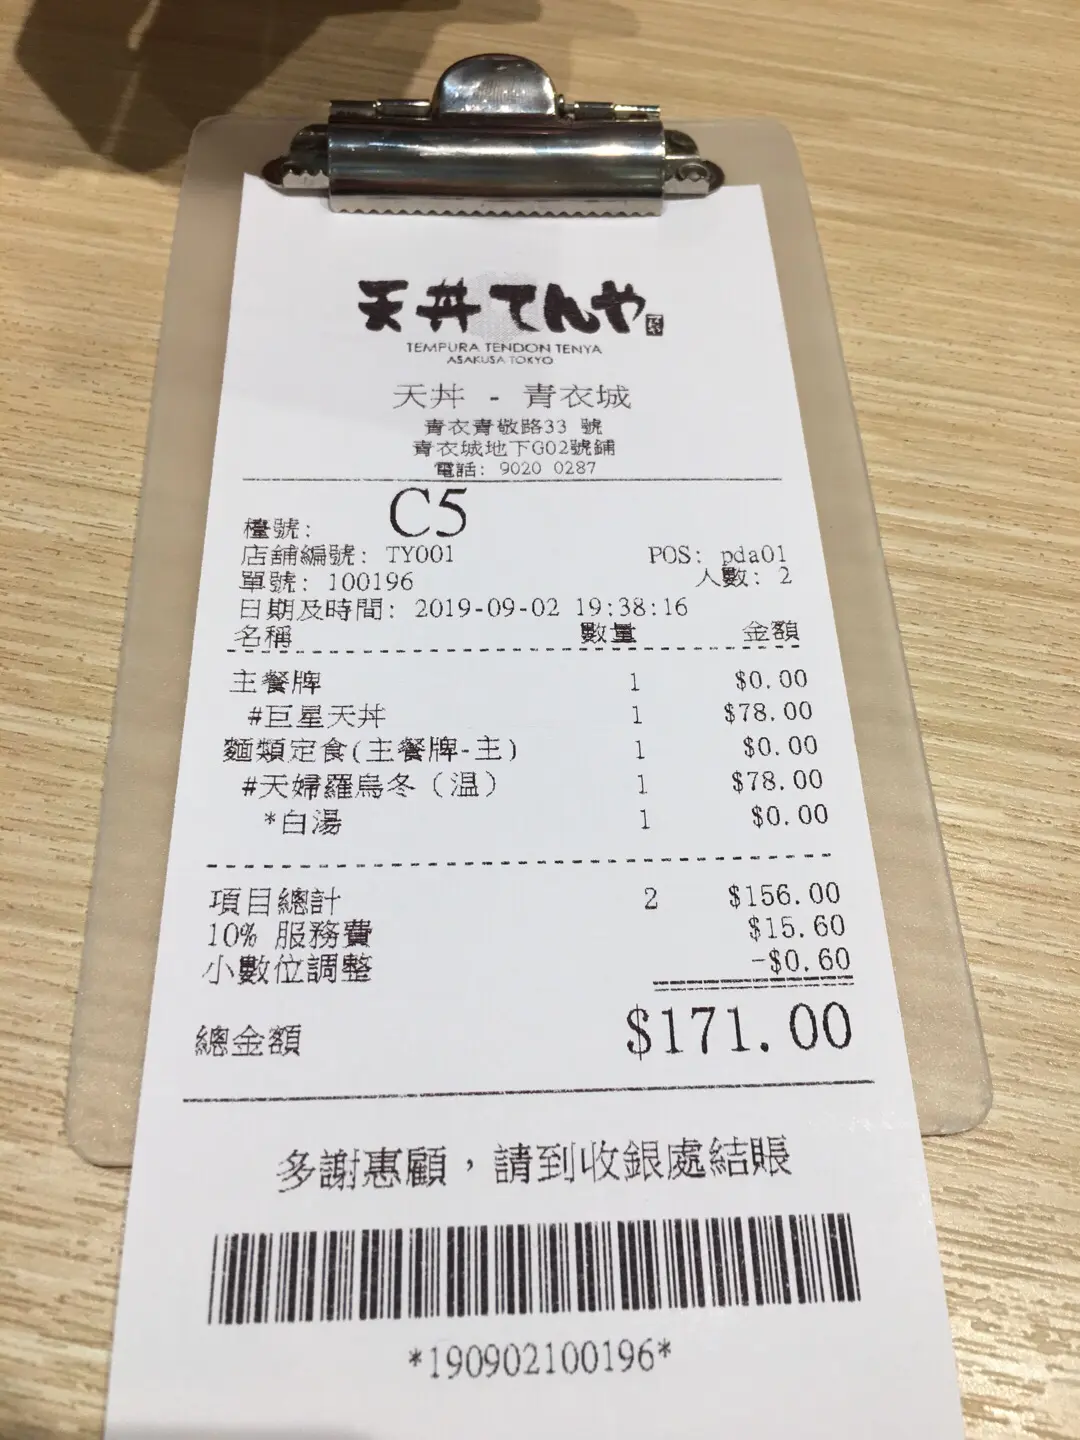 天丼 てんや
TEMPURA TENDON TENYA
ASAKUSA TOKYO
天丼 - 青衣城
青衣青敬路33 號
青衣城地下G02號鋪
電話: 9020 0287
檯號: C5
店舖編號: TY001 POS: pda01
單號: 100196 人數: 2
日期及時間: 2019-09-02 19:38:16
名稱 數量 金額
主餐牌 1 $0.00
#巨星天丼 1 $78.00
麵類定食(主餐牌-主) 1 $0.00
#天婦羅烏冬（温） 1 $78.00
*白湯 1 $0.00
項目總計 2 $156.00
10% 服務費 $15.60
小數位調整 -$0.60
總金額 $171.00
多謝惠顧，請到收銀處結賬
*190902100196*